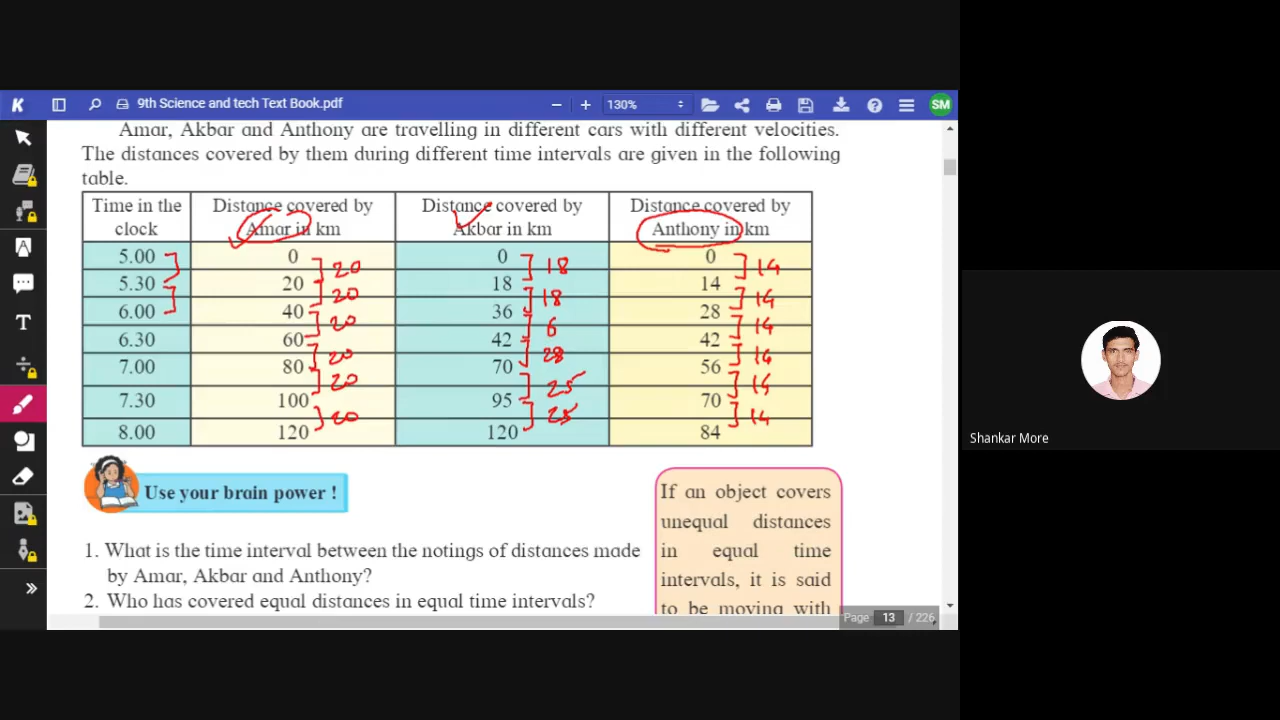 K 9th Science and tech Text Book.pdf 130% SM
Amar, Akbar and Anthony are travelling in different cars with different velocities.
The distances covered by them during different time intervals are given in the following
table.
Time in the clock Distance covered by Amar in km Distance covered by Akbar in km Distance covered by Anthony in km
5.00 0 0 0
20 18 14
5.30 20 18 14
20 18 14
6.00 40 36 28
20 6 14
6.30 60 42 42
20 28 14
7.00 80 70 56
20 25 14
7.30 100 95 70
20 25 14
8.00 120 120 84
Use your brain power !
1. What is the time interval between the notings of distances made
by Amar, Akbar and Anthony?
2. Who has covered equal distances in equal time intervals?
If an object covers
unequal distances
in equal time
intervals, it is said
to be moving with
Page 13 / 226
Shankar More